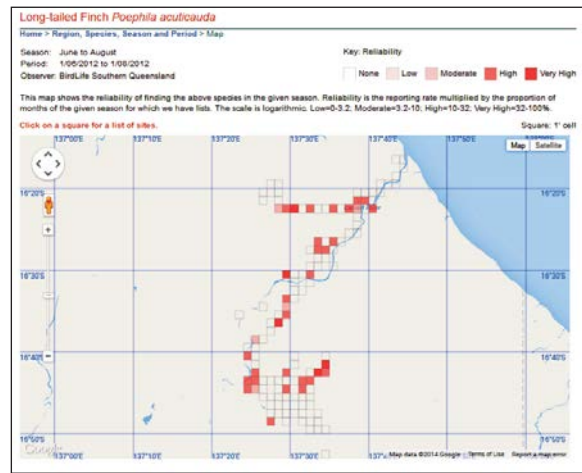 Long-tailed Finch Poephila acuticauda
Home > Region, Species, Season and Period > Map
Season: June to August
Period: 1/06/2012 to 1/08/2012
Observer: BirdLife Southern Queensland
Key: Reliability
None Low Moderate High Very High
This map shows the reliability of finding the above species in the given season. Reliability is the reporting rate multiplied by the proportion of
months of the given season for which we have lists. The scale is logarithmic. Low=0-3.2; Moderate=3.2-10; High=10-32; Very High=32-100%.
Click on a square for a list of sites.
Square: 1' cell
137°00'E 137°10'E 137°20'E 137°30'E 137°4 137°50'E 138°00'E
Map Satellite
16°20'S 16°20'S
16°30'S 16°30'S
16°40'S 16°40'S
16°50'S 16°50'S
Google
137°00'E 137°10'E 137°20'E 137°30'E 137°4
Map data ©2014 Google Terms of Use Report a map error